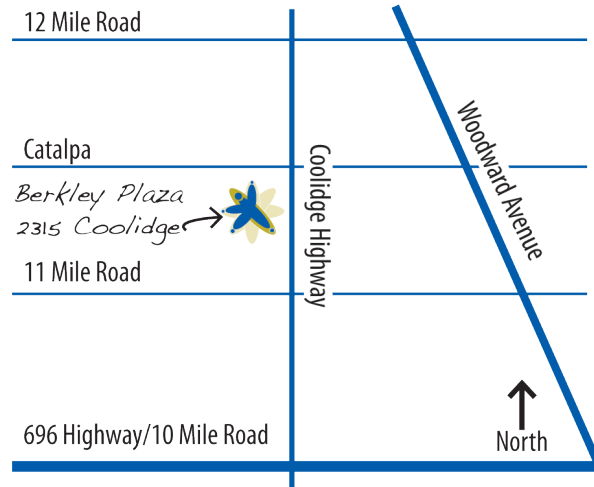 12 Mile Road
Catalpa
Berkley Plaza
2315 Coolidge
11 Mile Road
Coolidge Highway
Woodward Avenue
696 Highway/10 Mile Road
North